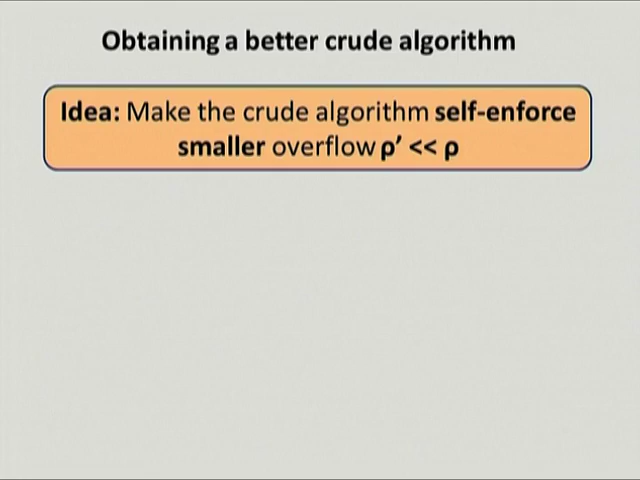 Obtaining a better crude algorithm
Idea: Make the crude algorithm self-enforce
smaller overflow ρ’ << ρ